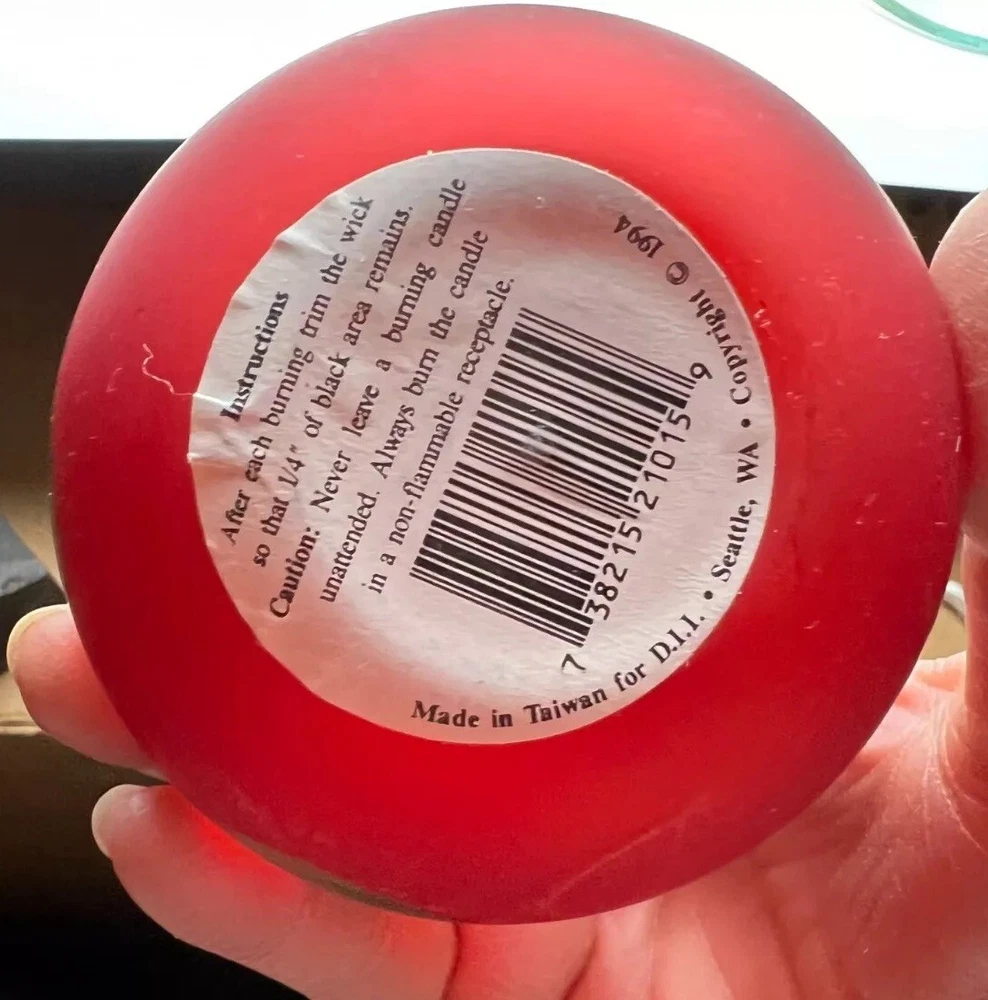 Instructions
After each burning trim the wick
so that 1/4" of black area remains.
Caution: Never leave a burning candle
unattended. Always burn the candle
in a non-flammable receptacle.
7 38215 21015 9
Made in Taiwan for D.I.I. • Seattle, WA • Copyright © 1994